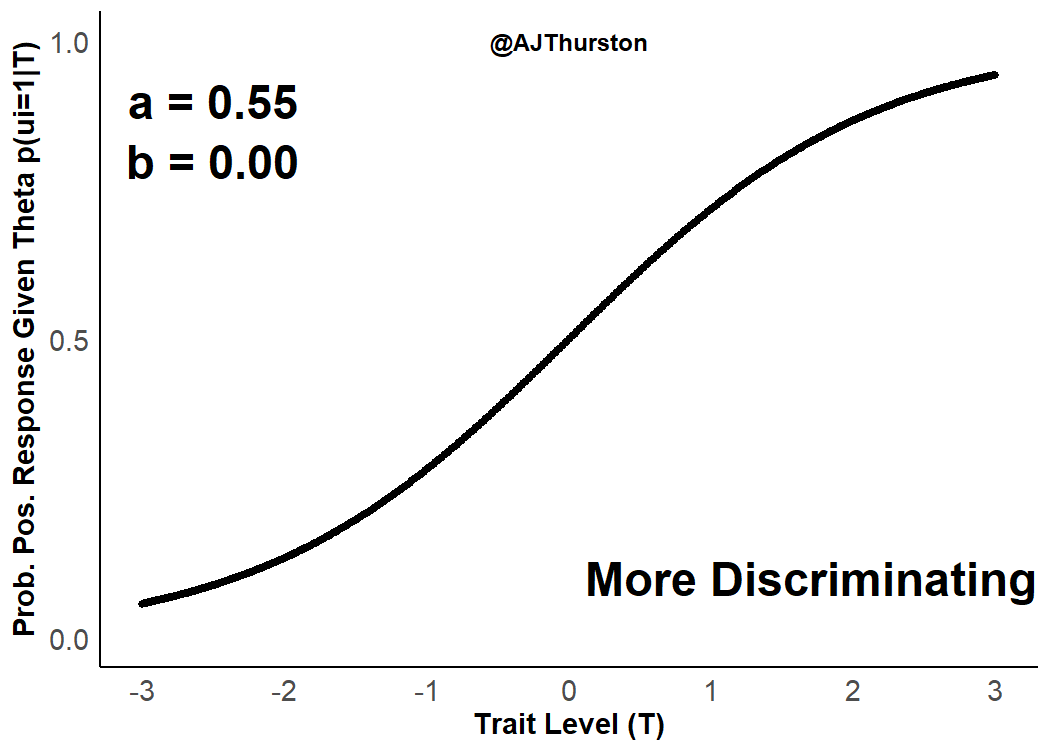 @AJThurston
a = 0.55
b = 0.00
More Discriminating
Prob. Pos. Response Given Theta p(ui=1|T)
1.0
0.5
0.0
-3 -2 -1 0 1 2 3
Trait Level (T)